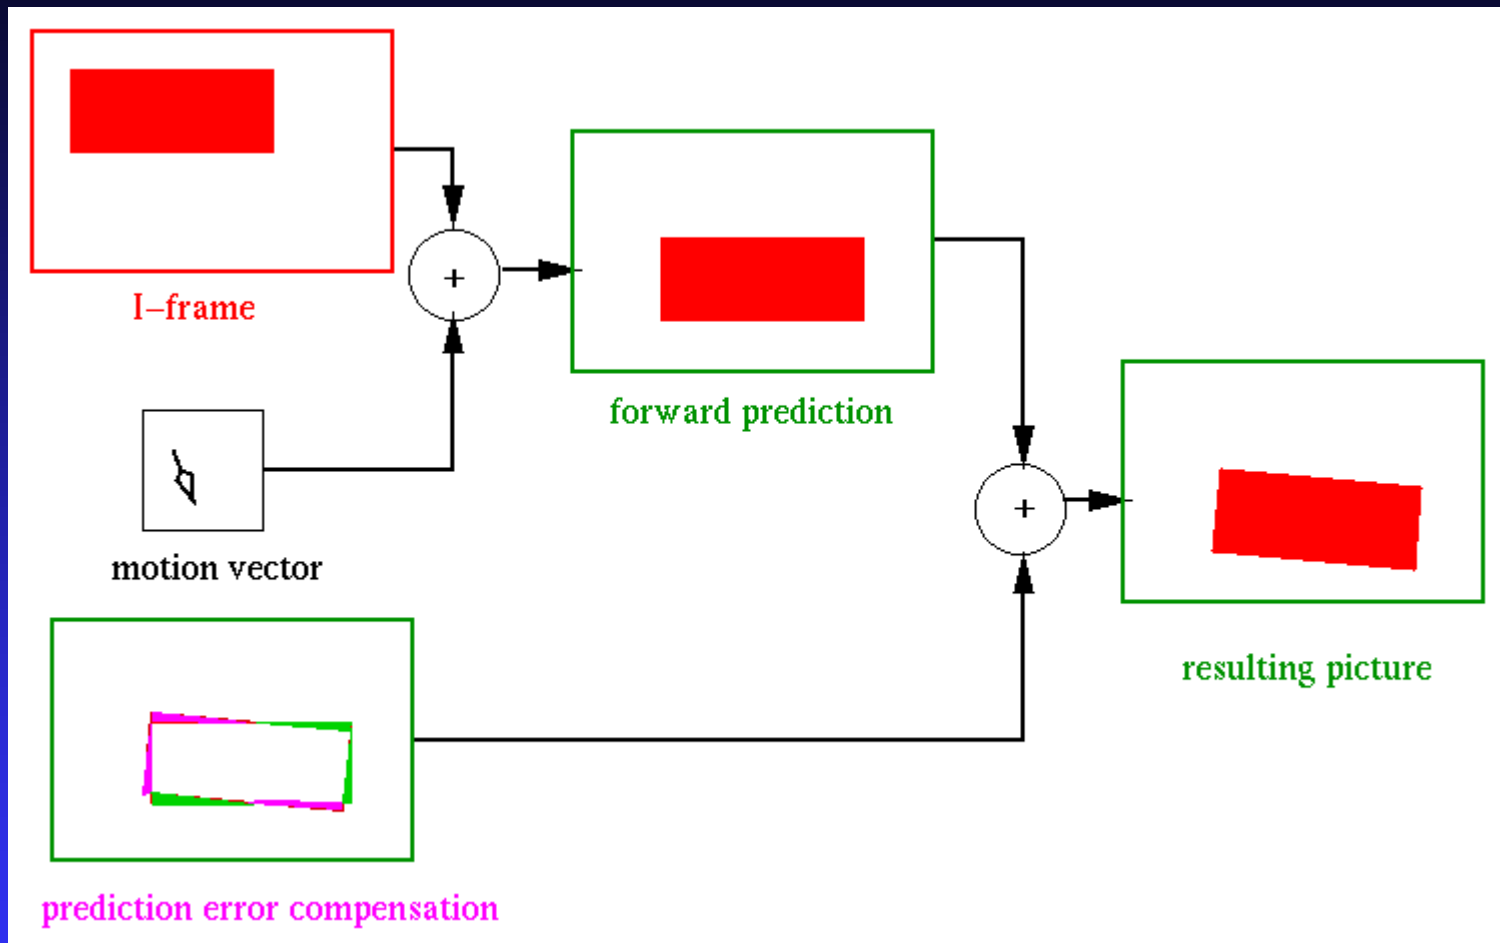 I–frame
+
forward prediction
motion vector
+
resulting picture
prediction error compensation